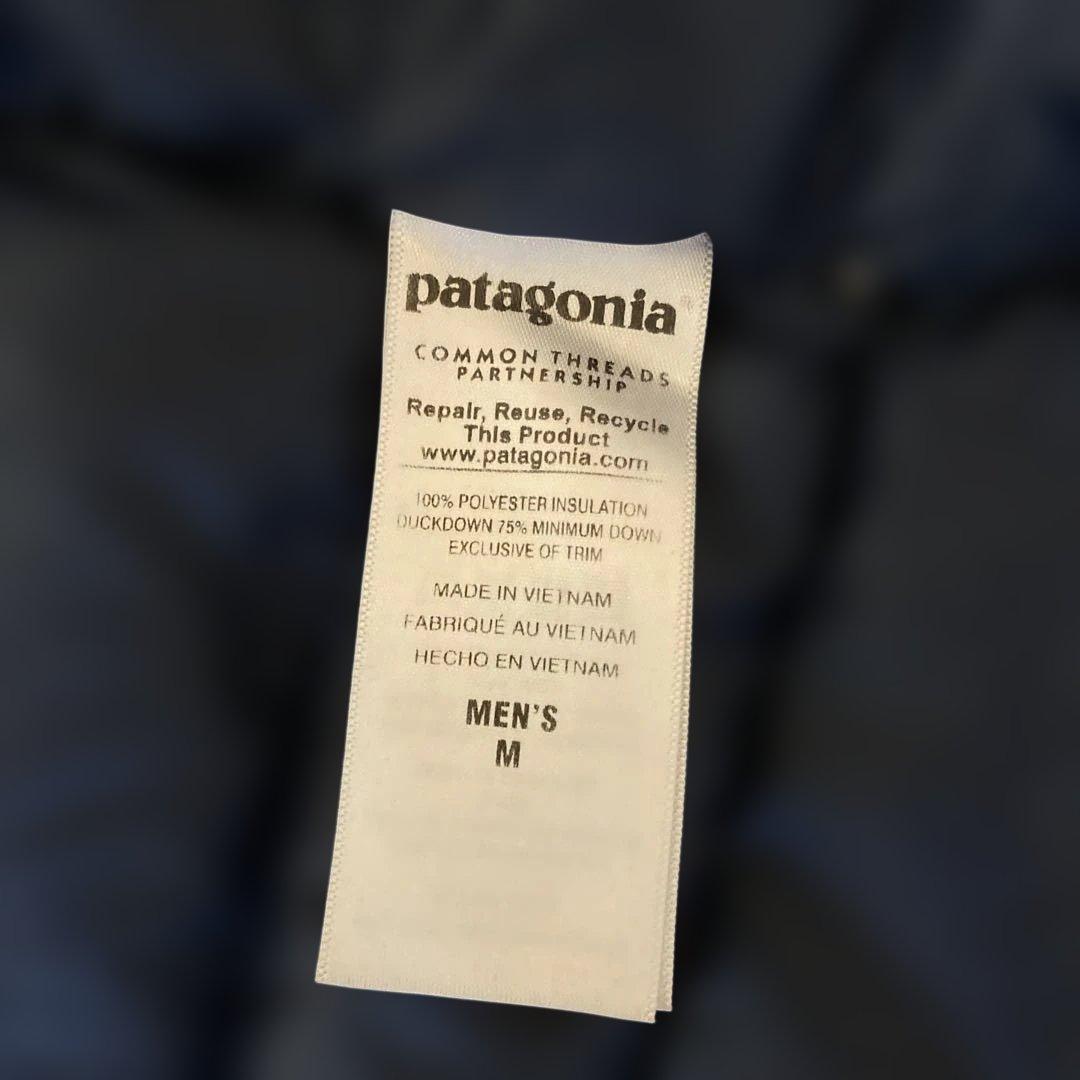 patagonia®
COMMON THREADS
PARTNERSHIP
Repair, Reuse, Recycle
This Product
www.patagonia.com
100% POLYESTER INSULATION
DUCKDOWN 75% MINIMUM DOWN
EXCLUSIVE OF TRIM
MADE IN VIETNAM
FABRIQUÉ AU VIETNAM
HECHO EN VIETNAM
MEN'S
M